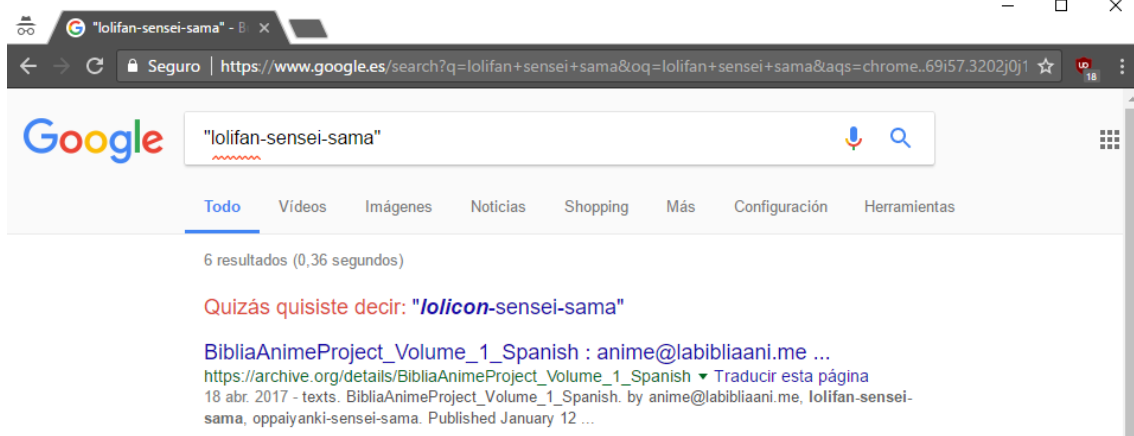 "lolifan-sensei-sama" - B
Seguro | https://www.google.es/search?q=lolifan+sensei+sama&oq=lolifan+sensei+sama&aqs=chrome..69i57.3202j0j1
18
Google
"lolifan-sensei-sama"
Todo Vídeos Imágenes Noticias Shopping Más Configuración Herramientas
6 resultados (0,36 segundos)
Quizás quisiste decir: "lolicon-sensei-sama"
BibliaAnimeProject_Volume_1_Spanish : anime@labibliaani.me ...
https://archive.org/details/BibliaAnimeProject_Volume_1_Spanish ▾ Traducir esta página
18 abr. 2017 - texts. BibliaAnimeProject_Volume_1_Spanish. by anime@labibliaani.me, lolifan-sensei-
sama, oppaiyanki-sensei-sama. Published January 12 ...